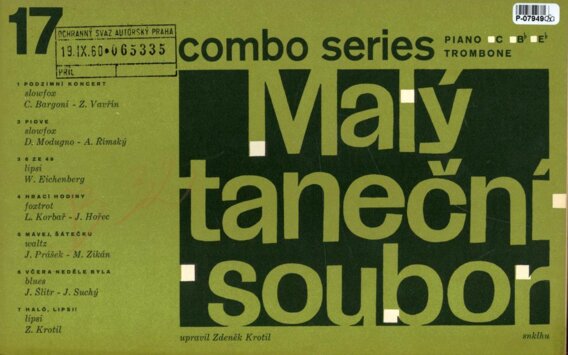 17
OCHRANNÝ SVAZ AUTORSKÝ PRAHA
19.IX.60•065335
PŘÍL.
combo series
PIANO C B♭ E♭
TROMBONE
P-07949
Malý
taneční
soubor
1 PODZIMNÍ KONCERT
slowfox
C. Bargoni - Z. Vavřín
2 PIOVE
slowfox
D. Modugno - A. Římský
3 6 ZE 49
lipsi
W. Eichenberg
4 HRACÍ HODINY
foxtrot
L. Korbař - J. Hořec
5 MÁVEJ, ŠÁTEČKU
waltz
J. Prášek - M. Zikán
6 VČERA NEDĚLE BYLA
blues
J. Šlitr - J. Suchý
7 HALÓ, LIPSI!
lipsi
Z. Krotil
upravil Zdeněk Krotil
snklhu